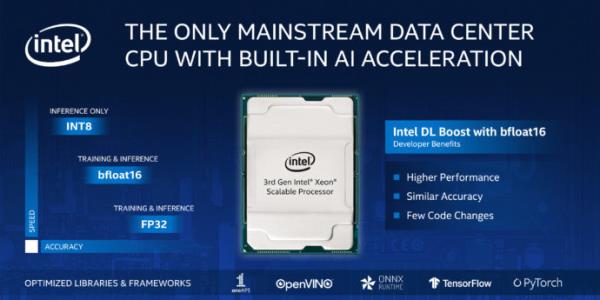 intel
THE ONLY MAINSTREAM DATA CENTER
CPU WITH BUILT-IN AI ACCELERATION
INFERENCE ONLY
INT8
TRAINING & INFERENCE
bfloat16
TRAINING & INFERENCE
FP32
SPEED
ACCURACY
intel
3rd Gen Intel® Xeon®
Scalable Processor
Intel DL Boost with bfloat16
Developer Benefits
Higher Performance
Similar Accuracy
Few Code Changes
OPTIMIZED LIBRARIES & FRAMEWORKS
oneAPI
OpenVINO
ONNX
RUNTIME
TensorFlow
PyTorch